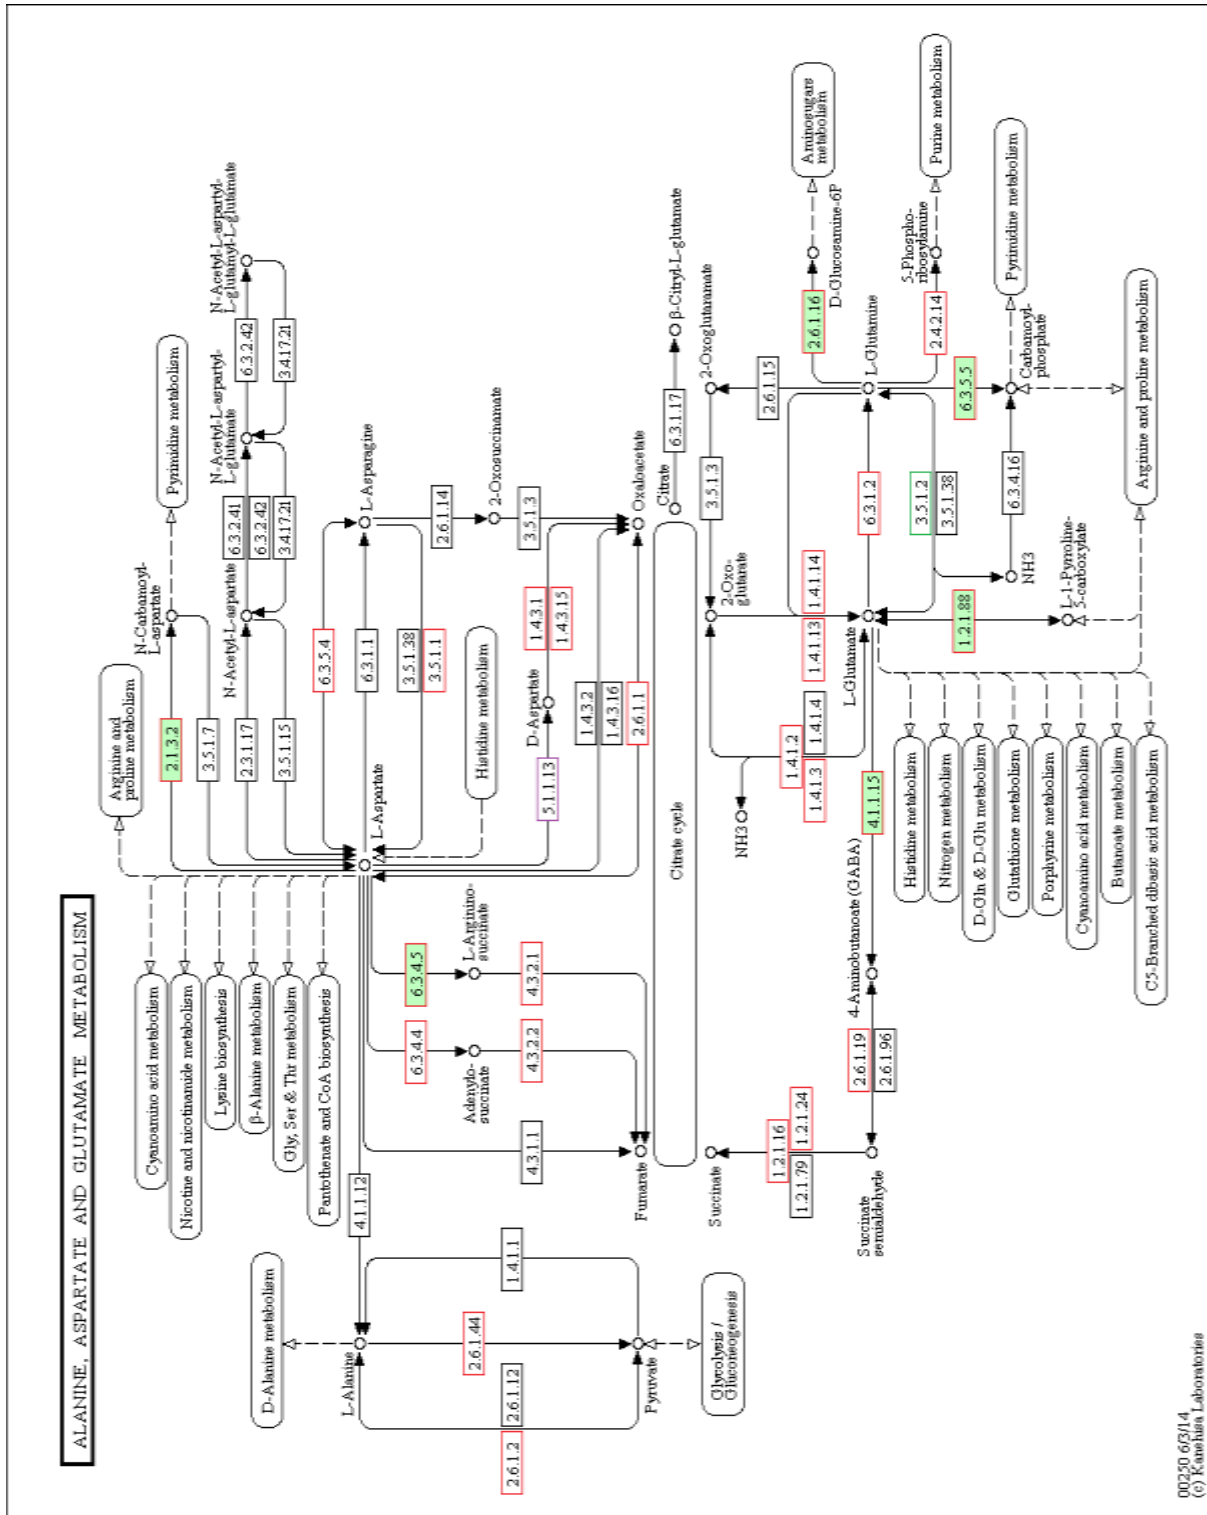 ALANINE, ASPARTATE AND GLUTAMATE METABOLISM
D-Alanine metabolism
L-Alanine
2.6.1.2
2.6.1.12
2.6.1.44
1.4.1.1
Pyruvate
Glycolysis /
Gluconeogenesis
4.1.1.12
Cyanoamino acid metabolism
Nicotine and nicotinamide metabolism
Lysine biosynthesis
β-Alanine metabolism
Gly, Ser & Thr metabolism
Pantothenate and CoA biosynthesis
Arginine and
proline metabolism
2.1.3.2
3.5.1.7
N-Carbamoyl-
L-aspartate
Pyrimidine metabolism
2.3.1.17
3.5.1.15
N-Acetyl-L-aspartate
6.3.2.41
6.3.2.42
3.4.17.21
N-Acetyl-L-aspartyl-
L-glutamate
6.3.2.42
3.4.17.21
N-Acetyl-L-aspartyl-
L-glutamyl-L-glutamate
L-Aspartate
6.3.5.4
6.3.1.1
3.5.1.38
3.5.1.1
L-Asparagine
2.6.1.14
2-Oxosuccinamate
3.5.1.3
Histidine metabolism
5.1.1.13
D-Aspartate
1.4.3.1
1.4.3.15
1.4.3.2
1.4.3.16
2.6.1.1
Oxaloacetate
6.3.4.5
L-Arginino-
succinate
4.3.2.1
6.3.4.4
Adenylo-
succinate
4.3.2.2
4.3.1.1
Fumarate
Citrate cycle
Citrate
6.3.1.17
β-Citryl-L-glutamate
Succinate
1.2.1.16
1.2.1.24
1.2.1.79
Succinate
semialdehyde
2.6.1.19
2.6.1.96
4-Aminobutanoate (GABA)
4.1.1.15
NH3
1.4.1.2
1.4.1.4
1.4.1.3
2-Oxo-
glutarate
1.4.1.14
1.4.1.13
L-Glutamate
3.5.1.3
2-Oxoglutaramate
2.6.1.15
6.3.1.2
3.5.1.2
3.5.1.38
L-Glutamine
2.6.1.16
D-Glucosamine-6P
Aminosugars
metabolism
2.4.2.14
5-Phospho-
ribosylamine
Purine metabolism
6.3.5.5
Carbamoyl-
phosphate
Pyrimidine metabolism
NH3
6.3.4.16
1.2.1.88
L-1-Pyrroline-
5-carboxylate
Arginine and proline metabolism
Histidine metabolism
Nitrogen metabolism
D-Gln & D-Glu metabolism
Glutathione metabolism
Porphyrine metabolism
Cyanoamino acid metabolism
Butanoate metabolism
C5-Branched dibasic acid metabolism
00250 6/3/14
(c) Kanehisa Laboratories